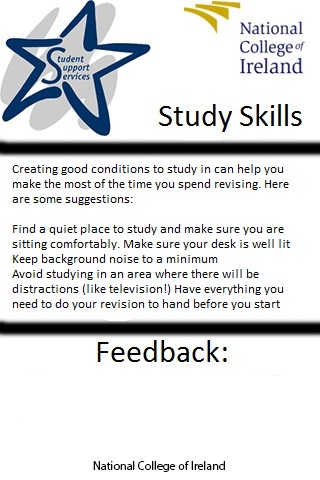 Student
Support
Services
National
College of
Ireland
Study Skills
Creating good conditions to study in can help you
make the most of the time you spend revising. Here
are some suggestions:
Find a quiet place to study and make sure you are
sitting comfortably. Make sure your desk is well lit
Keep background noise to a minimum
Avoid studying in an area where there will be
distractions (like television!) Have everything you
need to do your revision to hand before you start
Feedback:
National College of Ireland